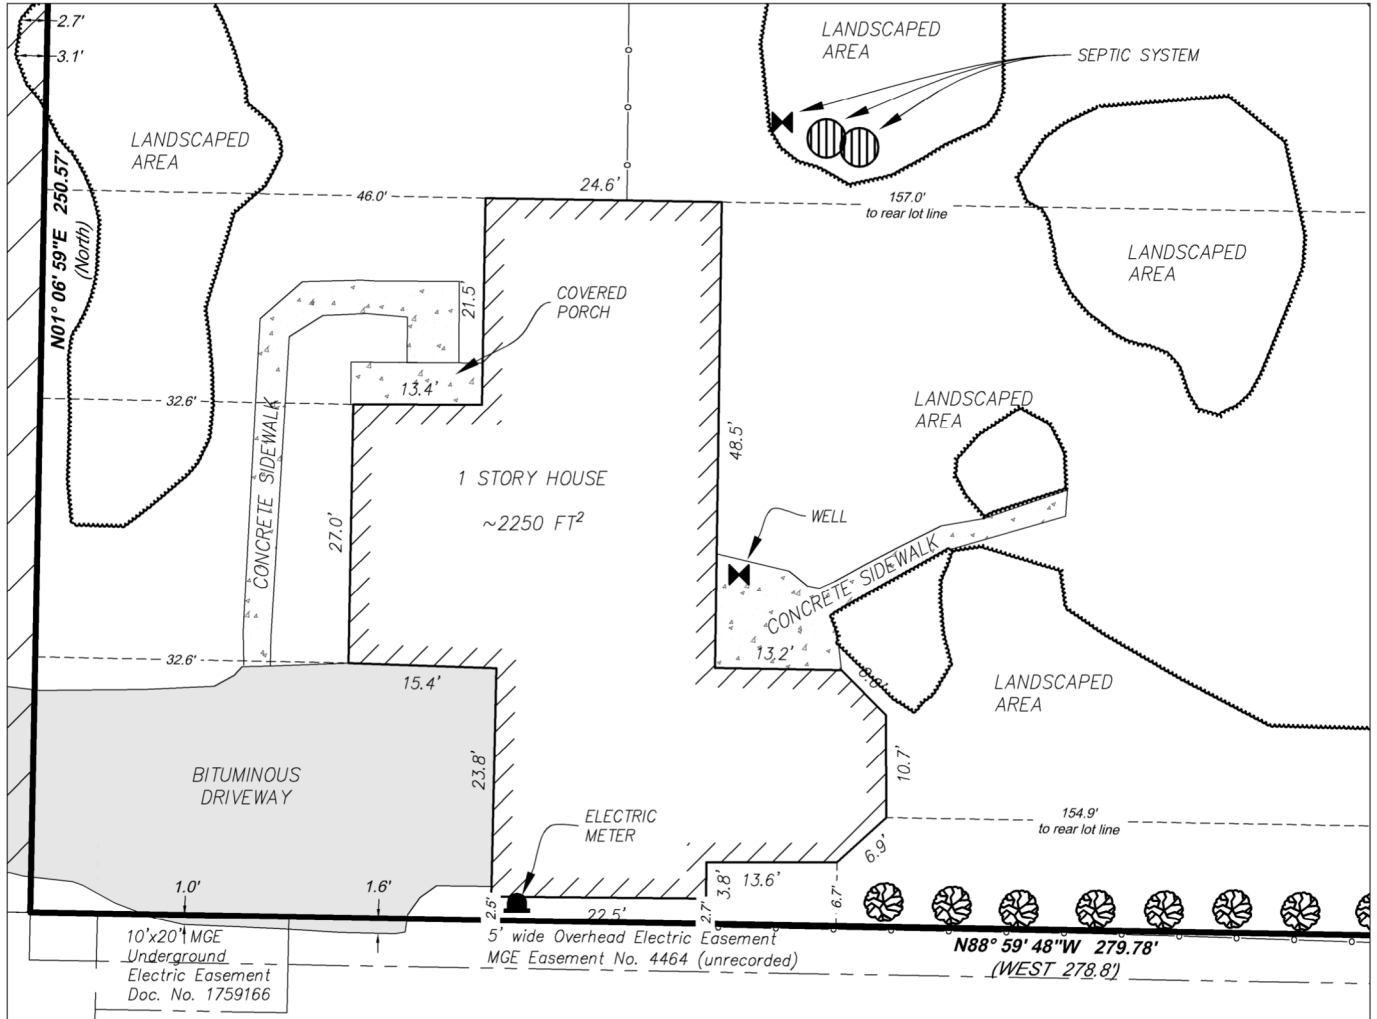 2.7'
3.1'
LANDSCAPED
AREA
SEPTIC SYSTEM
LANDSCAPED
AREA
N01° 06' 59"E 250.57'
(North)
46.0'
24.6'
157.0'
to rear lot line
LANDSCAPED
AREA
21.5'
COVERED
PORCH
13.4'
32.6'
CONCRETE SIDEWALK
27.0'
1 STORY HOUSE
~2250 FT²
48.5'
LANDSCAPED
AREA
WELL
CONCRETE SIDEWALK
13.2'
32.6'
15.4'
LANDSCAPED
AREA
23.8'
10.7'
BITUMINOUS
DRIVEWAY
ELECTRIC
METER
154.9'
to rear lot line
6.9'
1.0'
1.6'
2.5'
22.5'
3.8'
13.6'
2.7'
6.7'
10'x20' MGE
Underground
Electric Easement
Doc. No. 1759166
5' wide Overhead Electric Easement
MGE Easement No. 4464 (unrecorded)
N88° 59' 48"W 279.78'
(WEST 278.8')